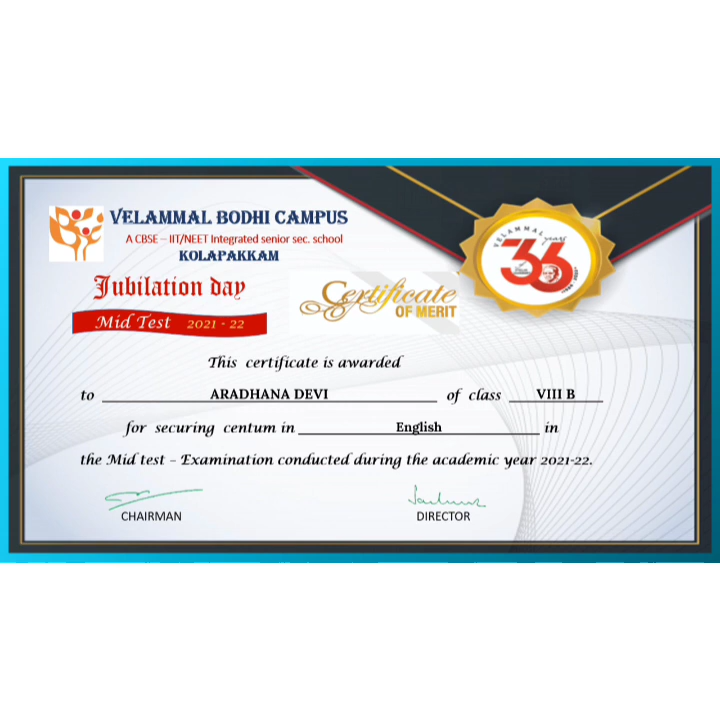 VELAMMAL BODHI CAMPUS
A CBSE – IIT/NEET Integrated senior sec. school
KOLAPAKKAM
VELAMMAL
36
years
Jubilation day
Certificate
OF MERIT
Mid Test 2021 - 22
This certificate is awarded
to ARADHANA DEVI of class VIII B
for securing centum in English in
the Mid test – Examination conducted during the academic year 2021-22.
CHAIRMAN DIRECTOR